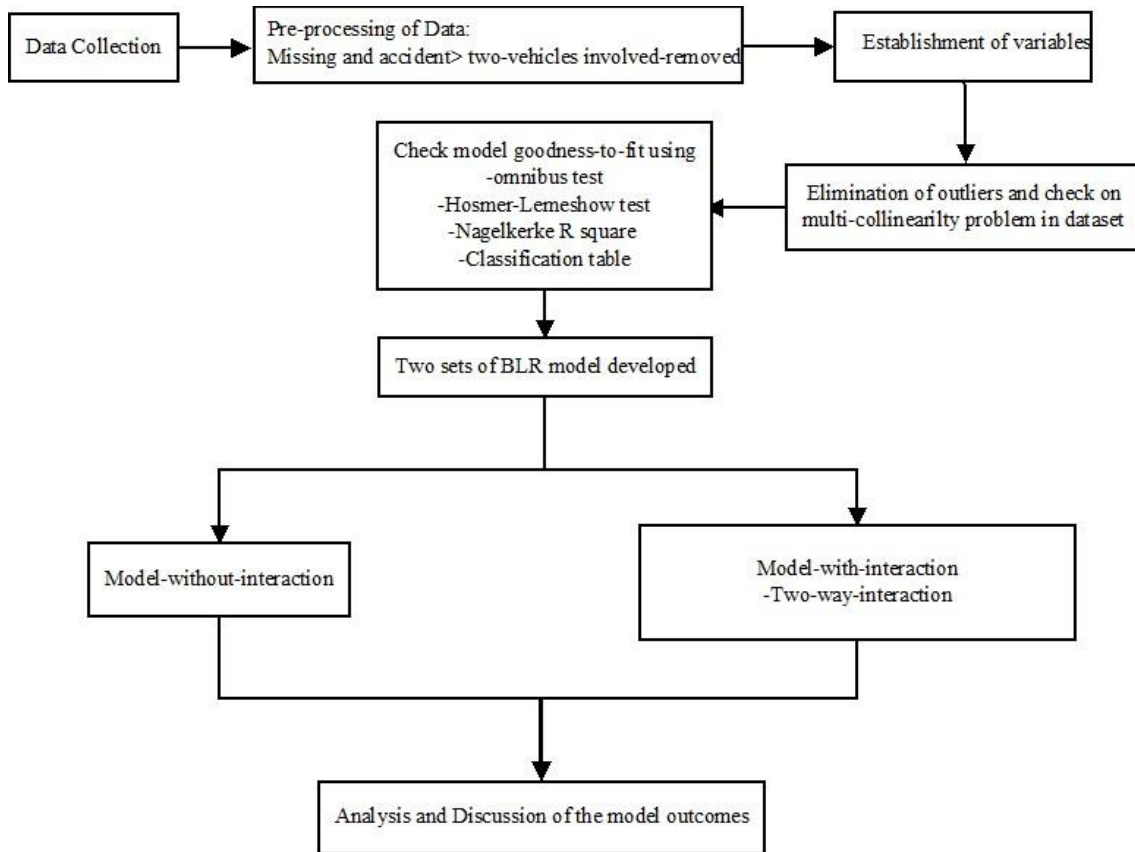 Data Collection
Pre-processing of Data:
Missing and accident> two-vehicles involved-removed
Establishment of variables
Elimination of outliers and check on
multi-collinearilty problem in dataset
Check model goodness-to-fit using
-omnibus test
-Hosmer-Lemeshow test
-Nagelkerke R square
-Classification table
Two sets of BLR model developed
Model-without-interaction
Model-with-interaction
-Two-way-interaction
Analysis and Discussion of the model outcomes